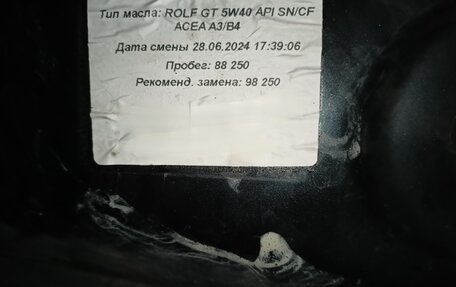 Тип масла: ROLF GT 5W40 API SN/CF
ACEA A3/B4
Дата смены 28.06.2024 17:39:06
Пробег: 88 250
Рекоменд. замена: 98 250